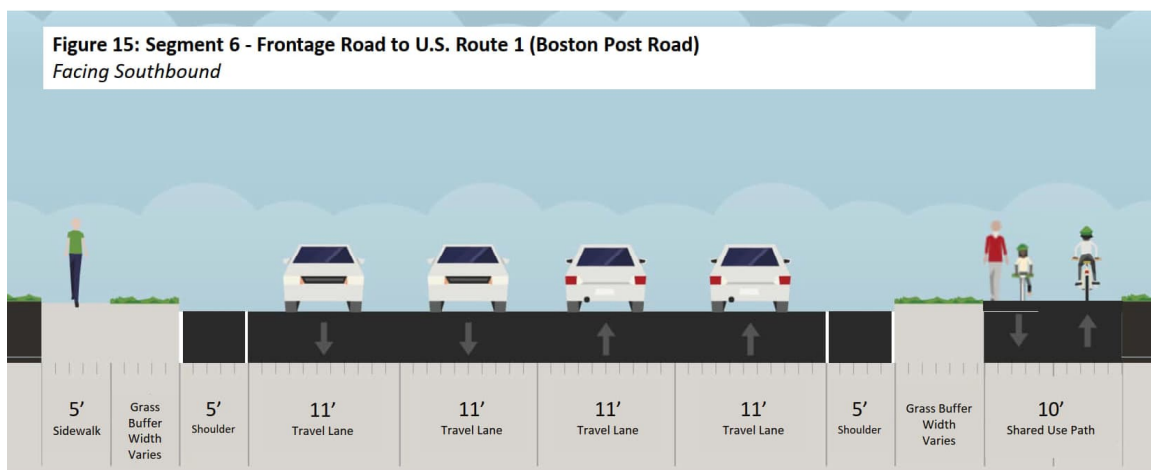 Figure 15: Segment 6 - Frontage Road to U.S. Route 1 (Boston Post Road)
Facing Southbound
5’
Sidewalk
Grass
Buffer
Width
Varies
5’
Shoulder
11’
Travel Lane
11’
Travel Lane
11’
Travel Lane
11’
Travel Lane
5’
Shoulder
Grass Buffer
Width
Varies
10’
Shared Use Path